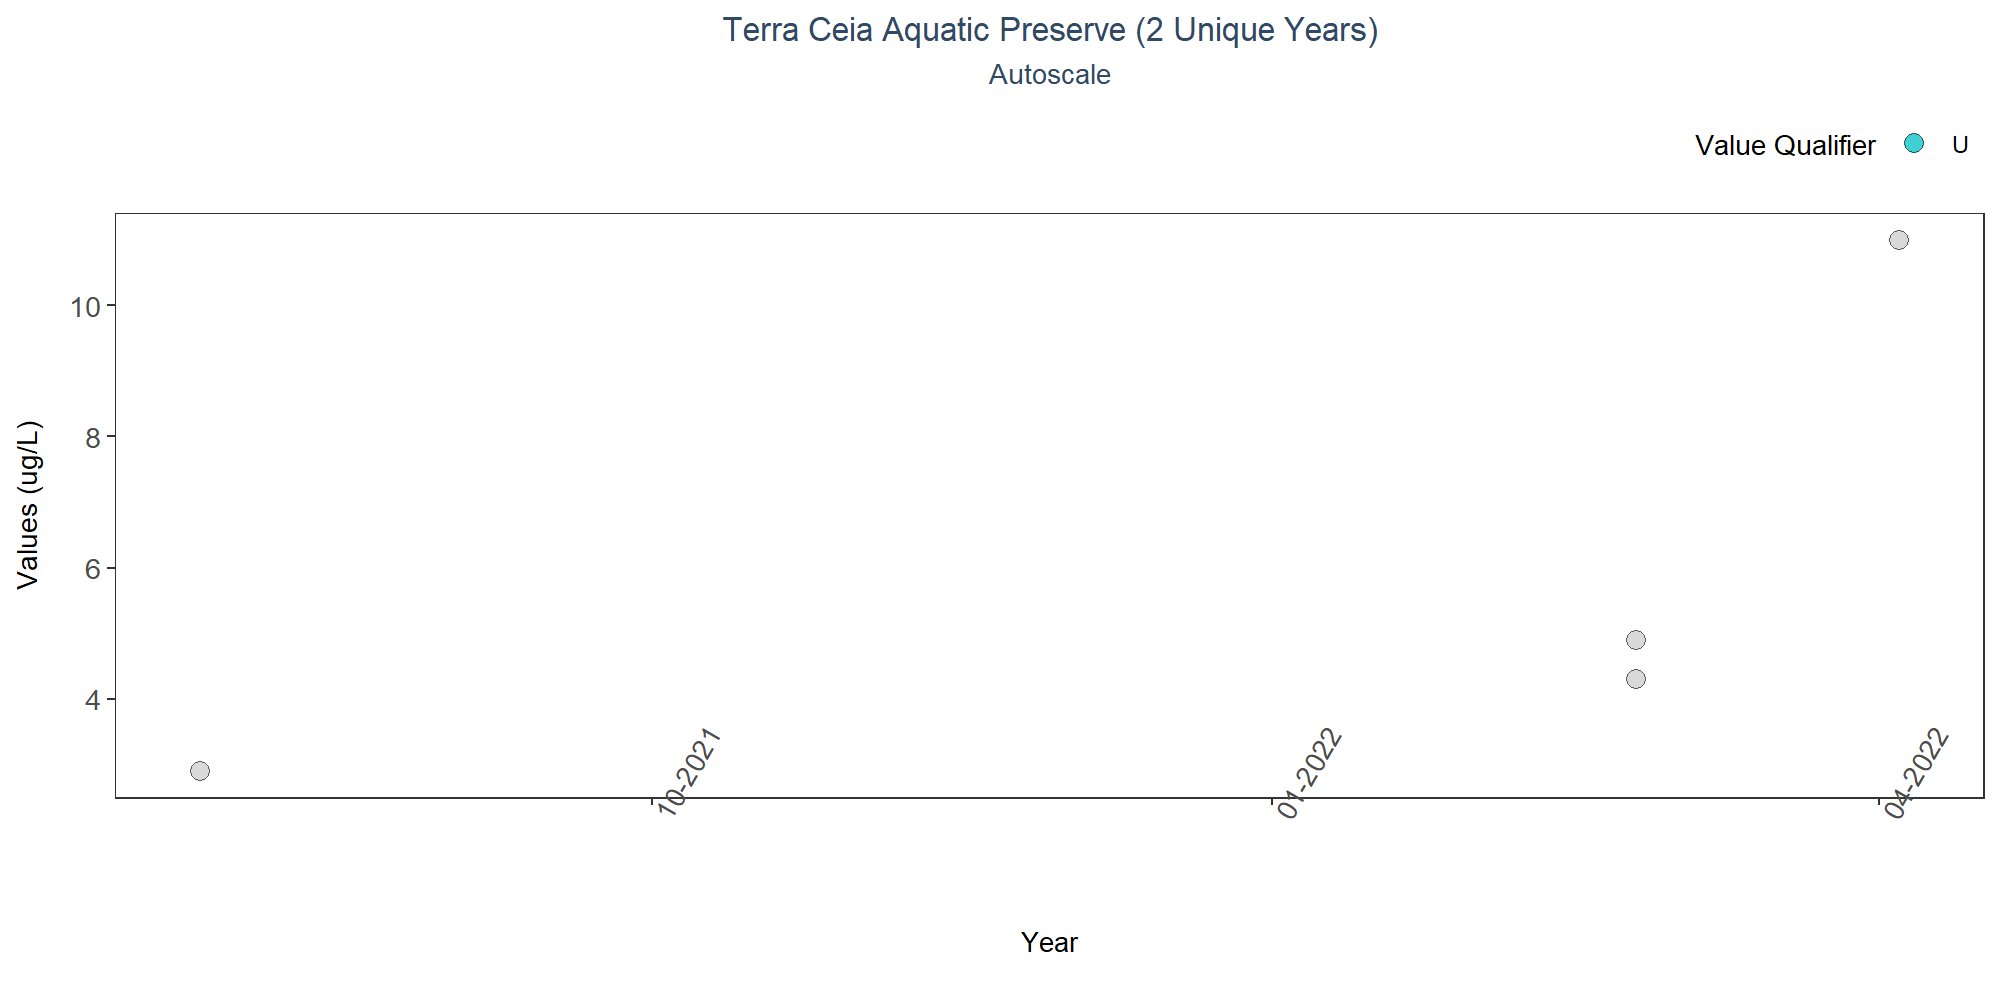 Terra Ceia Aquatic Preserve (2 Unique Years)
Autoscale
Value Qualifier U
Values (ug/L)
10
8
6
4
10-2021
01-2022
04-2022
Year